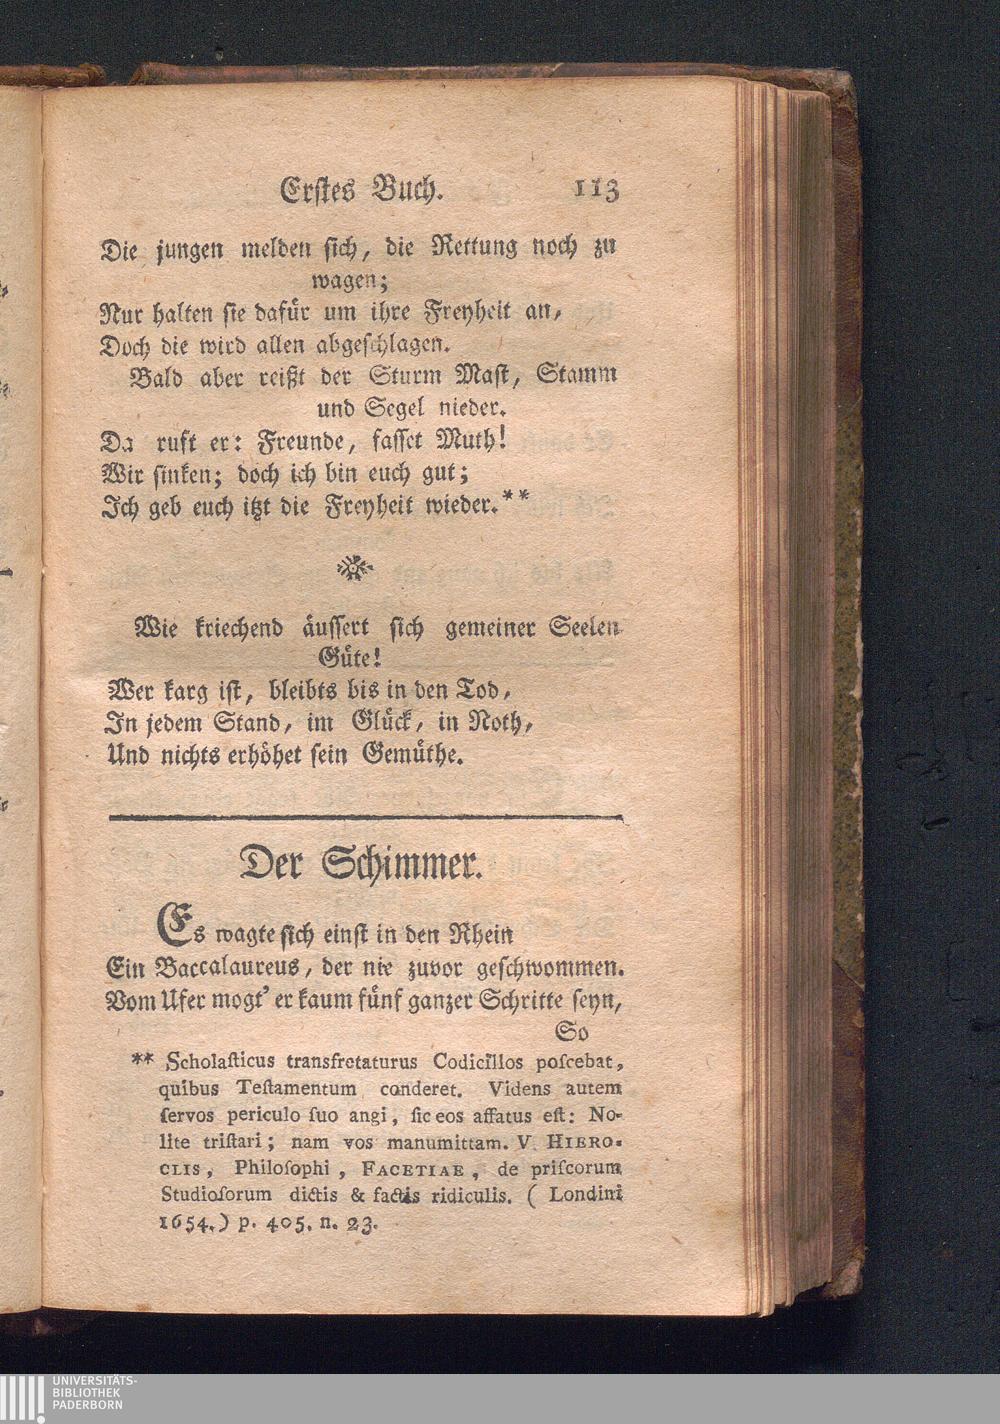 Erstes Buch. 113
Die jungen melden sich, die Rettung noch zu
wagen;
Nur halten sie dafür um ihre Freyheit an,
Doch die wird allen abgeschlagen.
Bald aber reißt der Sturm Mast, Stamm
und Segel nieder.
Da ruft er: Freunde, fasset Muth!
Wir sinken; doch ich bin euch gut;
Ich geb euch itzt die Freyheit wieder.**
Wie kriechend äussert sich gemeiner Seelen
Güte!
Wer karg ist, bleibts bis in den Tod,
In jedem Stand, im Glück, in Noth,
Und nichts erhöhet sein Gemüthe.
Der Schimmer.
Es wagte sich einst in den Rhein
Ein Baccalaureus, der nie zuvor geschwommen.
Vom Ufer mogt' er kaum fünf ganzer Schritte seyn,
So
** Scholasticus transfretaturus Codicillos poscebat,
quibus Testamentum conderet. Videns autem
servos periculo suo angi, sic eos affatus est: No-
lite tristari; nam vos manumittam. V. HIERO-
CLIS, Philosophi, FACETIAE, de priscorum
Studiosorum dictis & factis ridiculis. (Londini
1654.) p. 405. n. 23.
UNIVERSITÄTS-
BIBLIOTHEK
PADERBORN